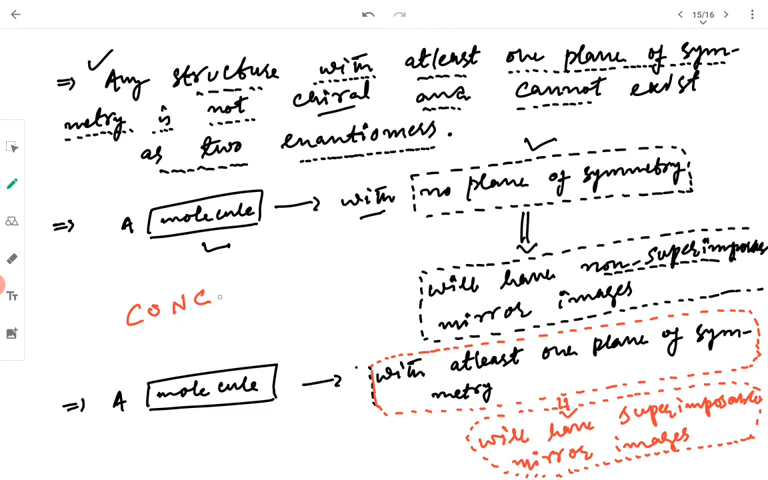 15/16
⇒ Any structure with atleast one plane of sym-
metry is not chiral and cannot exist
as two enantiomers.
⇒ A molecule → with no plane of symmetry
will have non-superimposa
mirror images
CONC
⇒ A molecule → with atleast one plane of sym-
metry
will have superimposable
mirror images
Tт